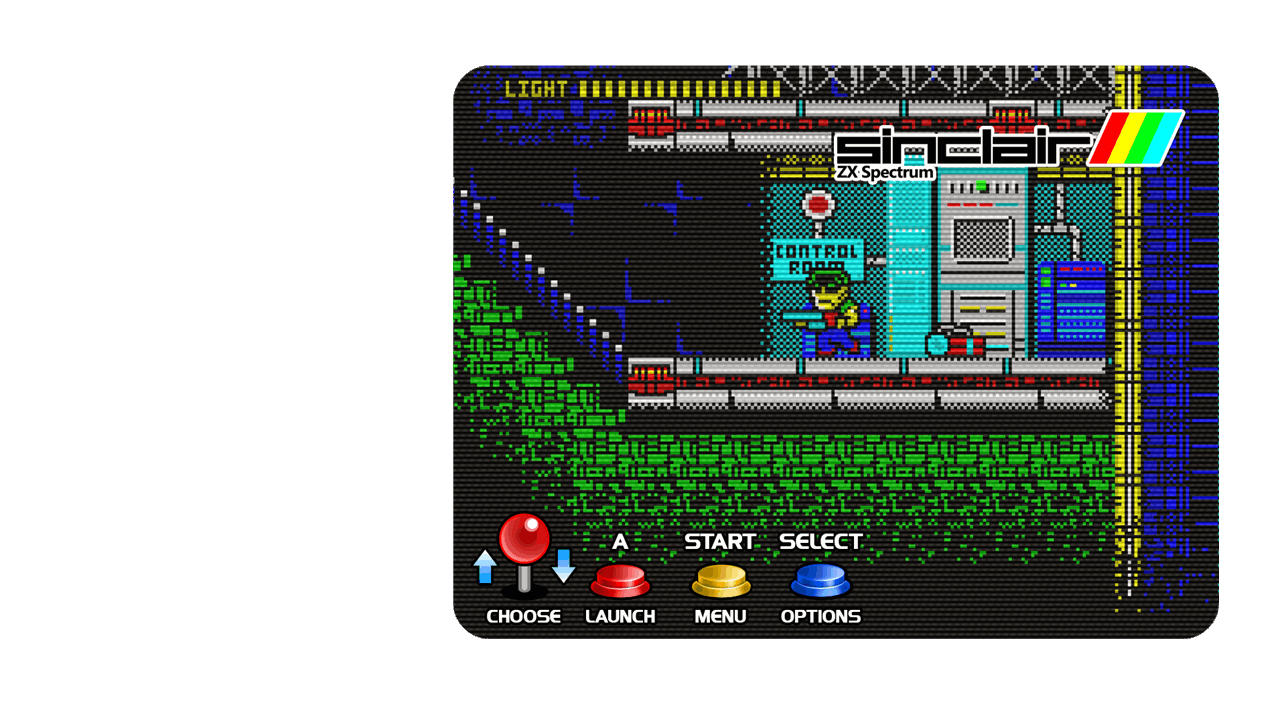 LIGHT
sinclair
ZX Spectrum
CONTROL
ROOM
A START SELECT
CHOOSE LAUNCH MENU OPTIONS